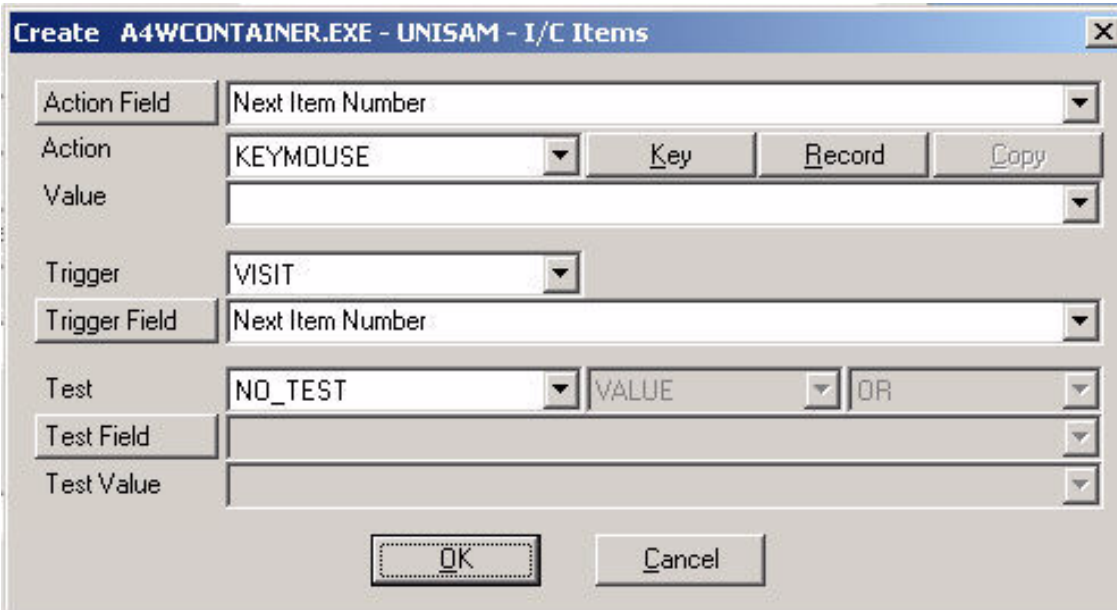 Create A4WCONTAINER.EXE - UNISAM - I/C Items
Action Field Next Item Number
Action KEYMOUSE Key Record Copy
Value
Trigger VISIT
Trigger Field Next Item Number
Test NO_TEST VALUE OR
Test Field
Test Value
OK Cancel